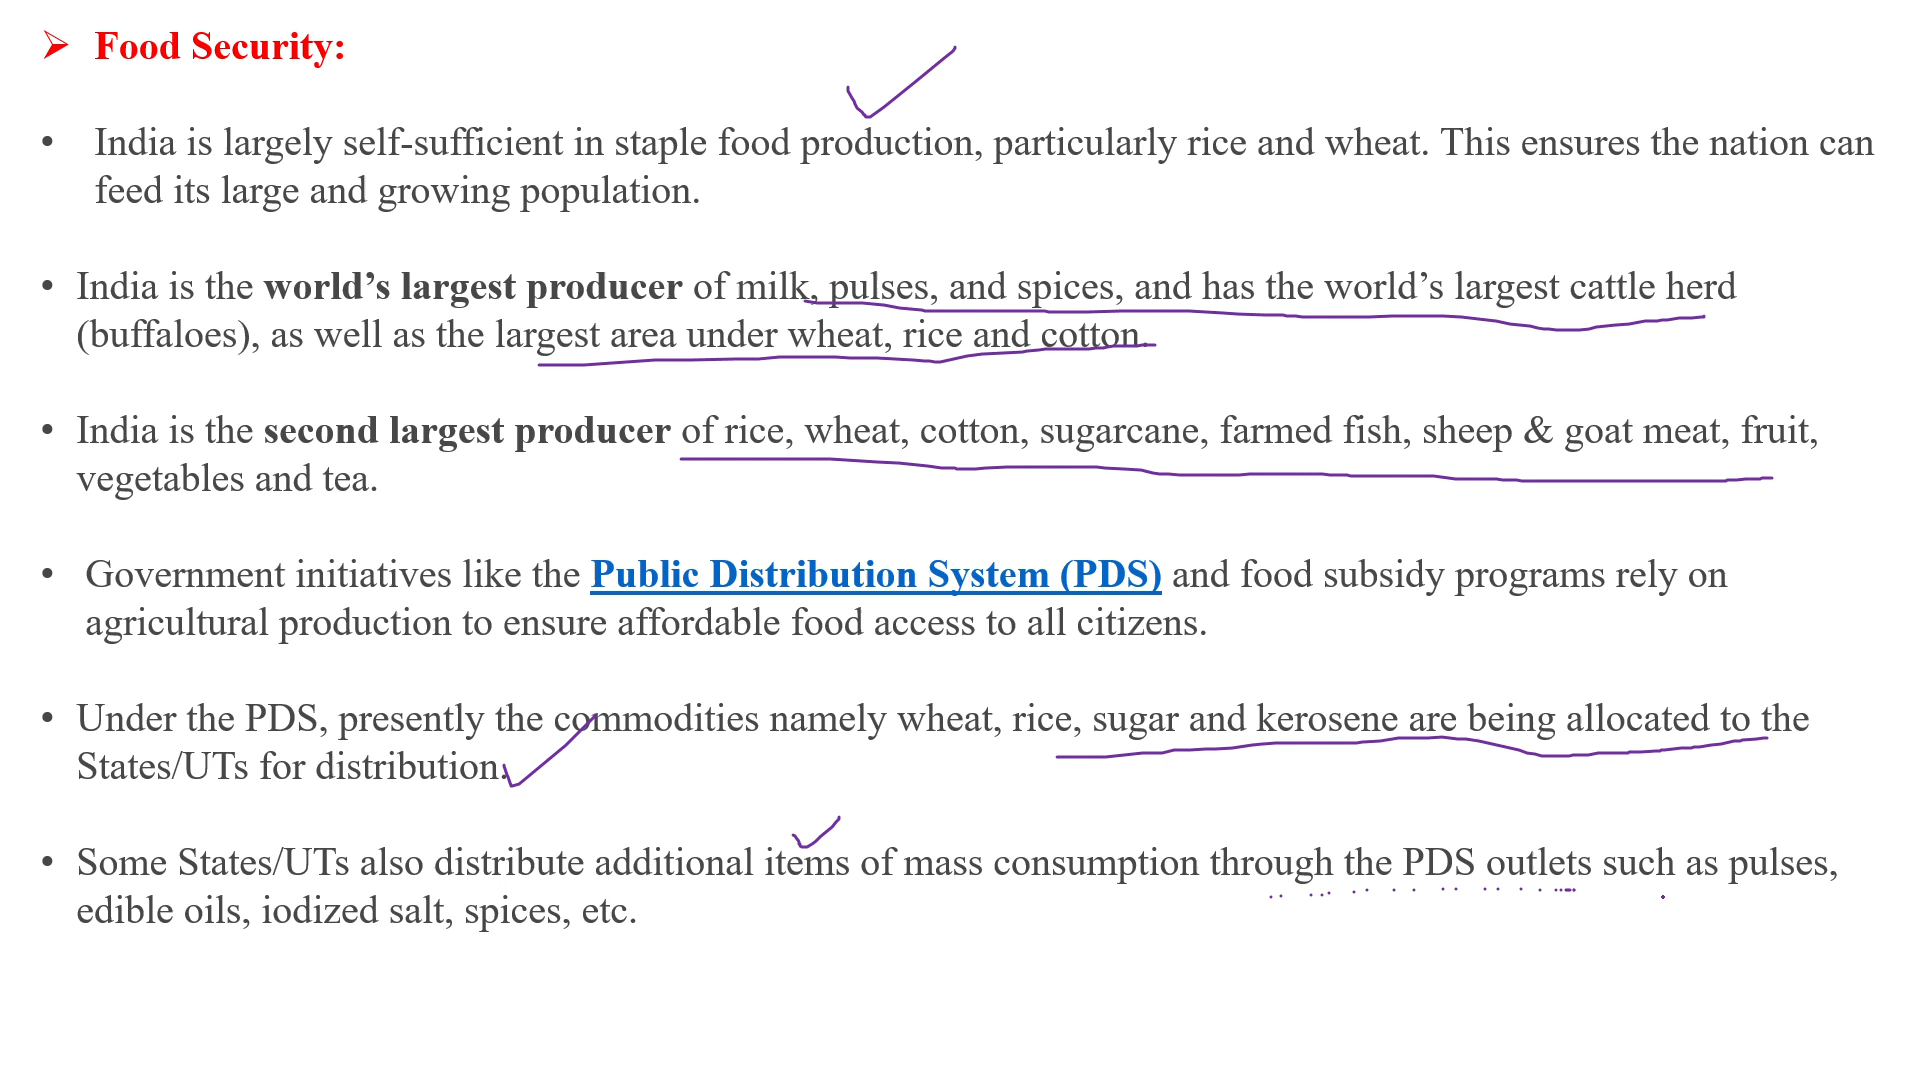 ➢ Food Security:
• India is largely self-sufficient in staple food production, particularly rice and wheat. This ensures the nation can
feed its large and growing population.
• India is the world’s largest producer of milk, pulses, and spices, and has the world’s largest cattle herd
(buffaloes), as well as the largest area under wheat, rice and cotton.
• India is the second largest producer of rice, wheat, cotton, sugarcane, farmed fish, sheep & goat meat, fruit,
vegetables and tea.
• Government initiatives like the Public Distribution System (PDS) and food subsidy programs rely on
agricultural production to ensure affordable food access to all citizens.
• Under the PDS, presently the commodities namely wheat, rice, sugar and kerosene are being allocated to the
States/UTs for distribution.
• Some States/UTs also distribute additional items of mass consumption through the PDS outlets such as pulses,
edible oils, iodized salt, spices, etc.